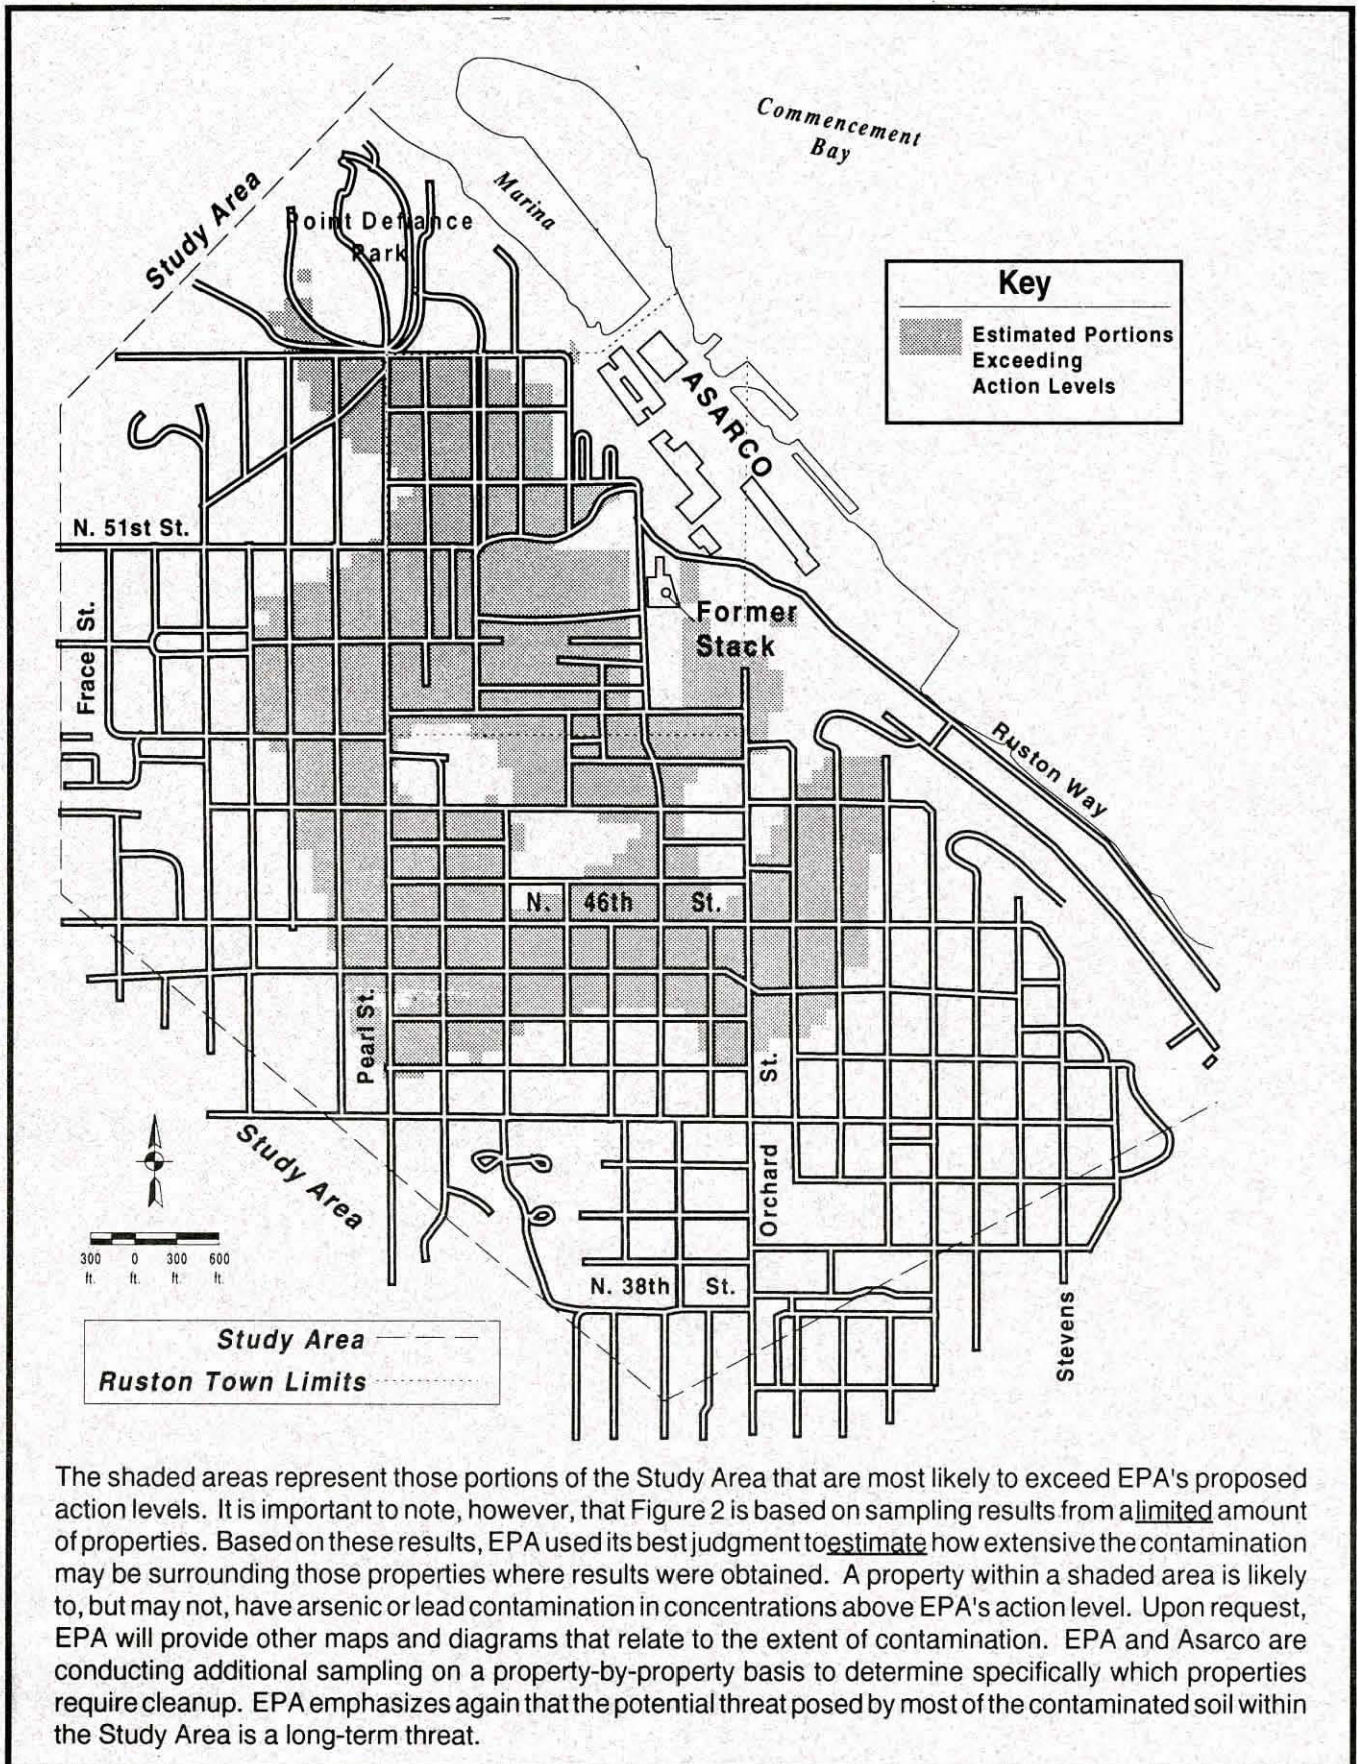 Commencement
Bay
Marina
Study Area
Point Defiance
Park
Key
Estimated Portions
Exceeding
Action Levels
ASARCO
N. 51st St.
Frace St.
Former
Stack
Ruston Way
N. 46th St.
Pearl St.
Orchard St.
Study Area
300 0 300 600
ft. ft. ft. ft.
N. 38th St.
Stevens
Study Area
Ruston Town Limits
The shaded areas represent those portions of the Study Area that are most likely to exceed EPA's proposed
action levels. It is important to note, however, that Figure 2 is based on sampling results from a limited amount
of properties. Based on these results, EPA used its best judgment to estimate how extensive the contamination
may be surrounding those properties where results were obtained. A property within a shaded area is likely
to, but may not, have arsenic or lead contamination in concentrations above EPA's action level. Upon request,
EPA will provide other maps and diagrams that relate to the extent of contamination. EPA and Asarco are
conducting additional sampling on a property-by-property basis to determine specifically which properties
require cleanup. EPA emphasizes again that the potential threat posed by most of the contaminated soil within
the Study Area is a long-term threat.